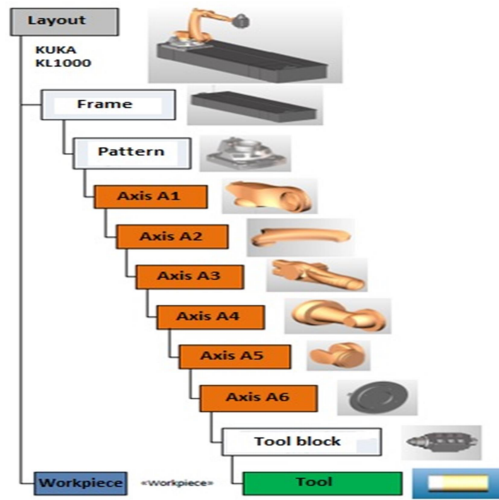 Layout
KUKA
KL1000
Frame
Pattern
Axis A1
Axis A2
Axis A3
Axis A4
Axis A5
Axis A6
Tool block
Workpiece «Workpiece» Tool